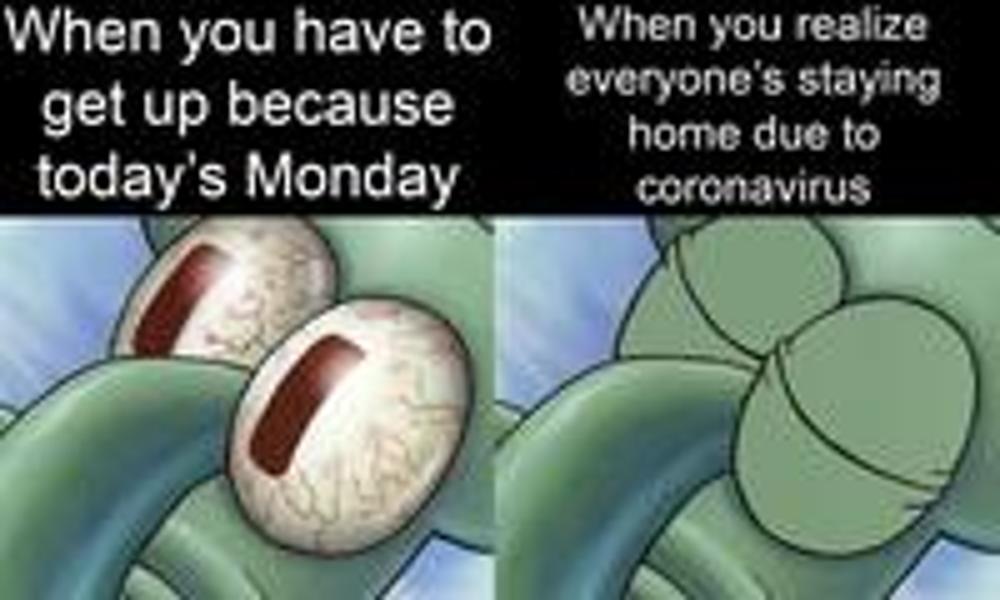 When you have to
get up because
today's Monday
When you realize
everyone's staying
home due to
coronavirus